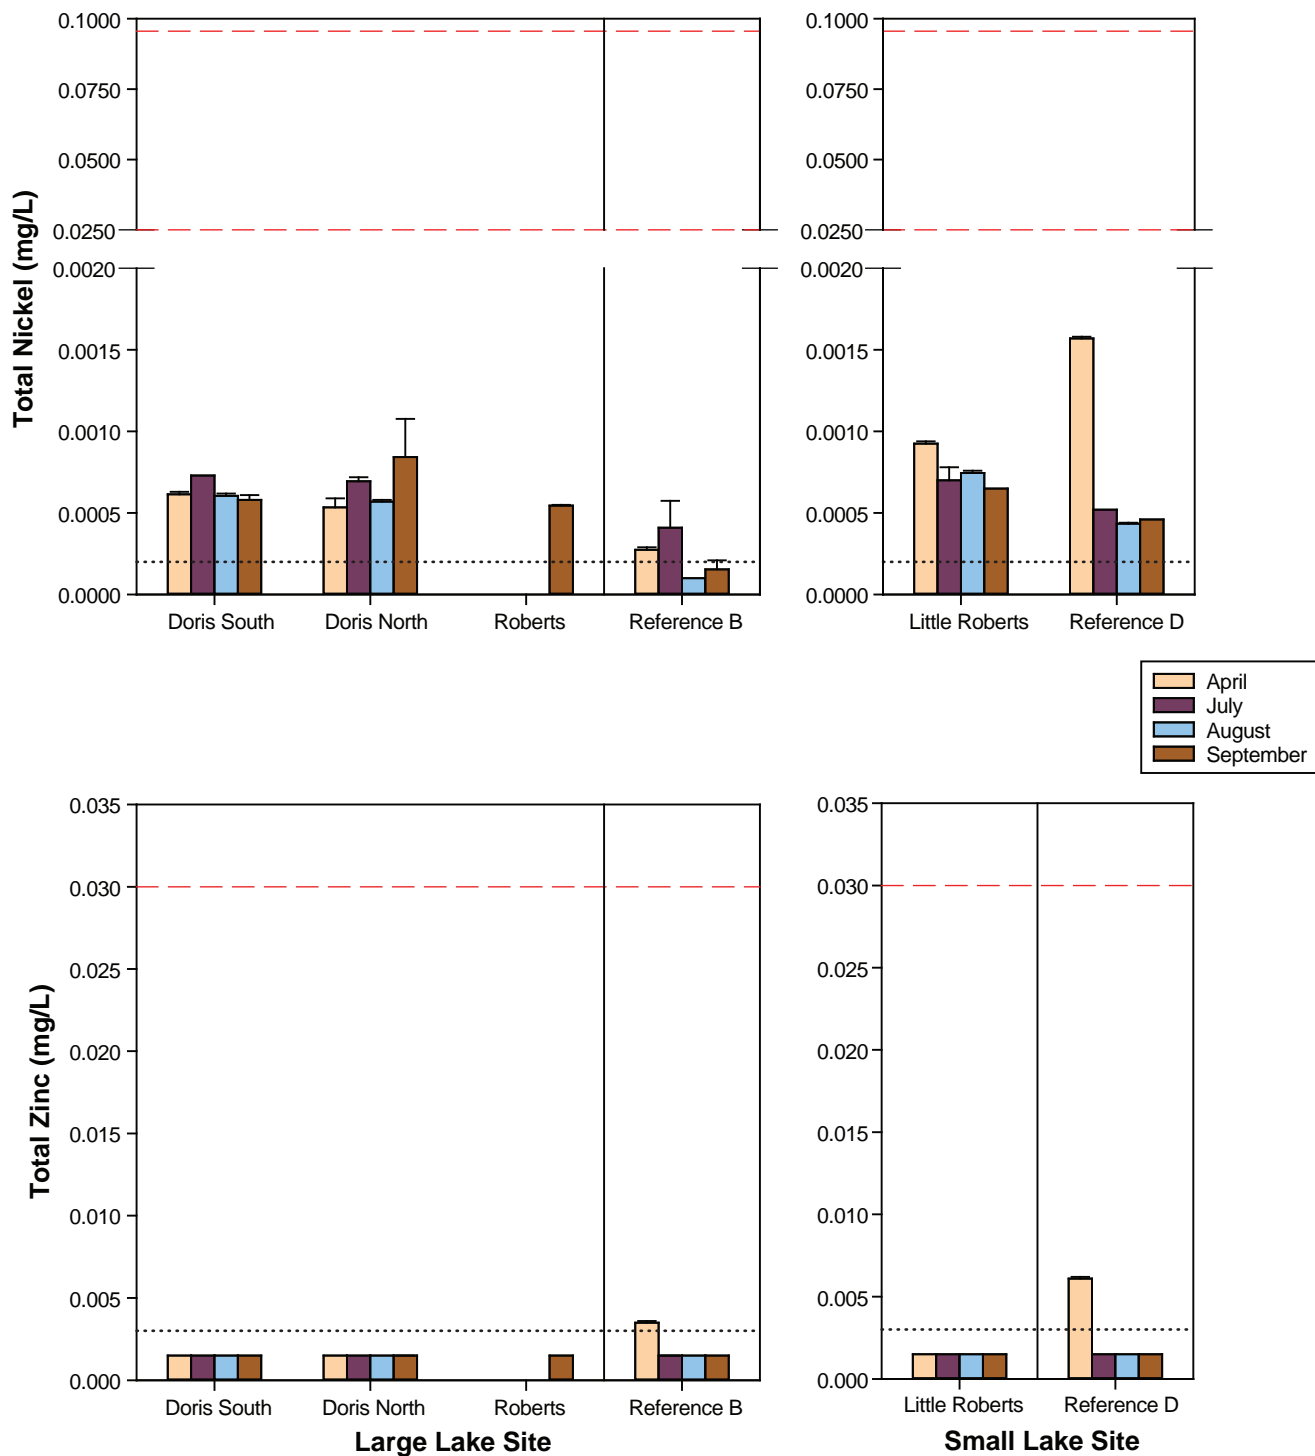 Total Nickel (mg/L)
0.1000
0.0750
0.0500
0.0250
0.0020
0.0015
0.0010
0.0005
0.0000
Doris South Doris North Roberts Reference B
0.1000
0.0750
0.0500
0.0250
0.0020
0.0015
0.0010
0.0005
0.0000
Little Roberts Reference D
April
July
August
September
Total Zinc (mg/L)
0.035
0.030
0.025
0.020
0.015
0.010
0.005
0.000
Doris South Doris North Roberts Reference B
Large Lake Site
0.035
0.030
0.025
0.020
0.015
0.010
0.005
0.000
Little Roberts Reference D
Small Lake Site